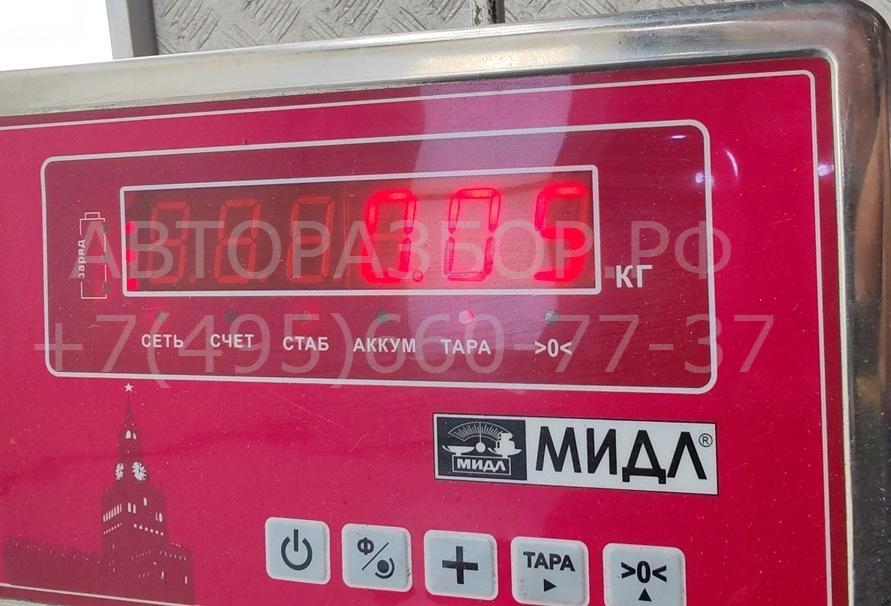 0.05
заряд
КГ
АВТОРАЗБОР.РФ
+7(495)660-77-37
СЕТЬ СЧЕТ СТАБ АККУМ ТАРА >0<
МИДЛ МИДЛ®
Ф ТАРА >0<